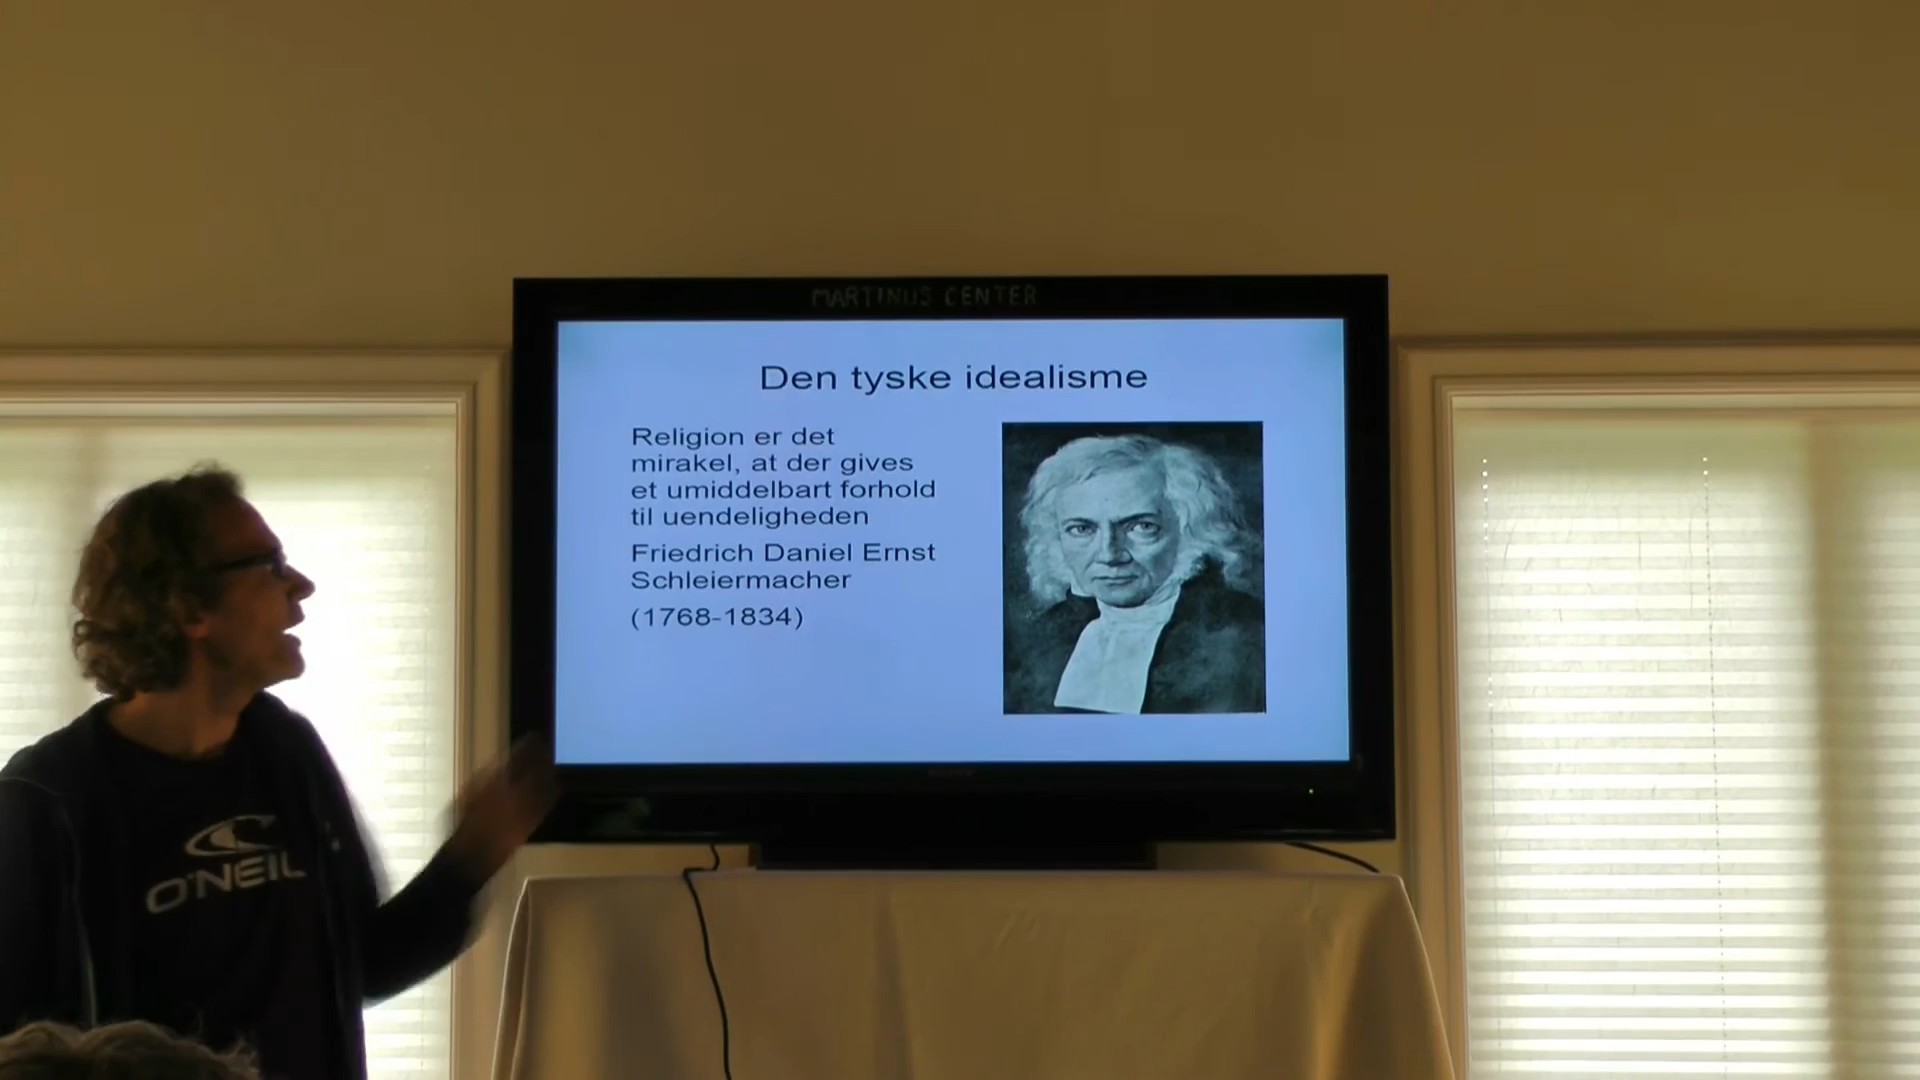 MARTINUS CENTER
Den tyske idealisme
Religion er det
mirakel, at der gives
et umiddelbart forhold
til uendeligheden
Friedrich Daniel Ernst
Schleiermacher
(1768-1834)
O'NEILL